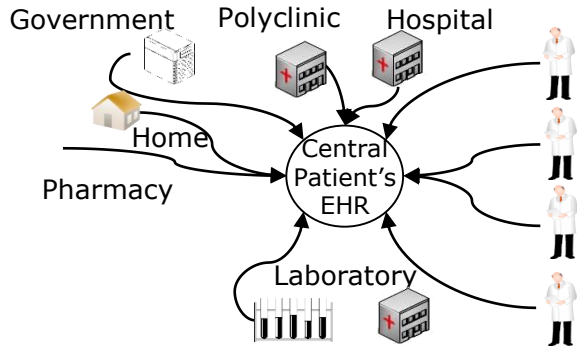 Government
Polyclinic
Hospital
Home
Pharmacy
Central
Patient's
EHR
Laboratory